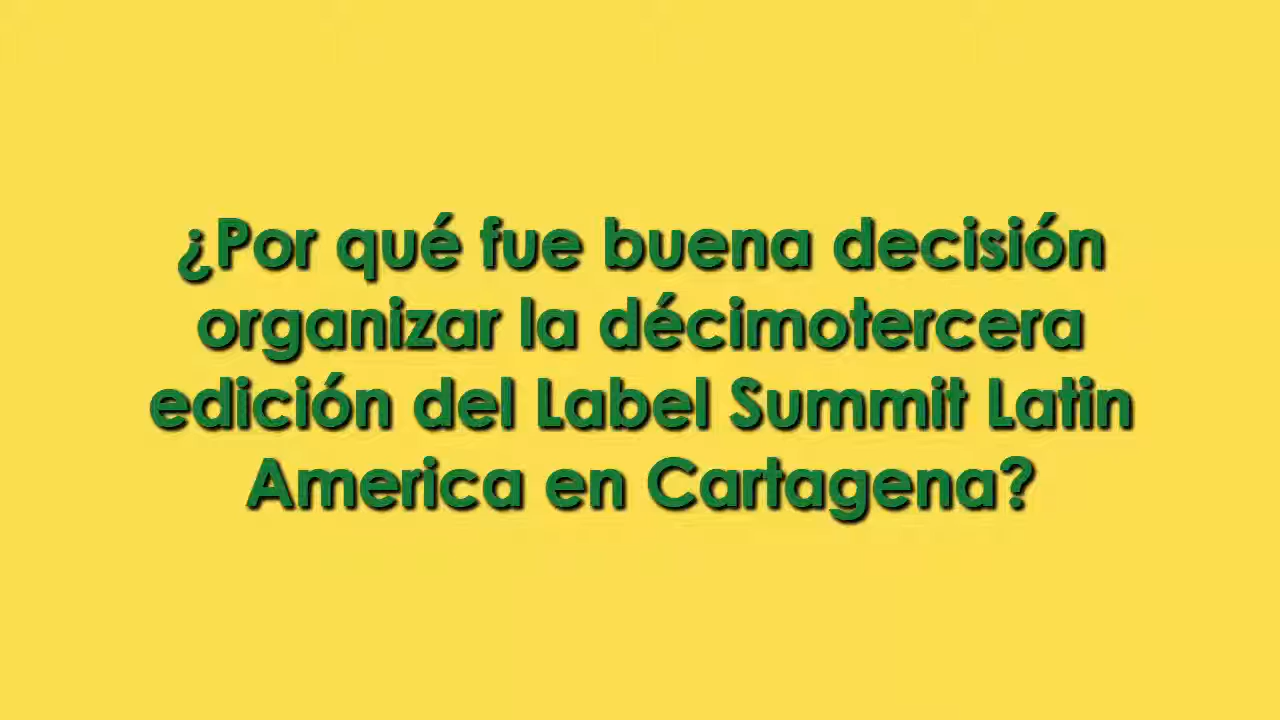 ¿Por qué fue buena decisión
organizar la décimotercera
edición del Label Summit Latin
America en Cartagena?